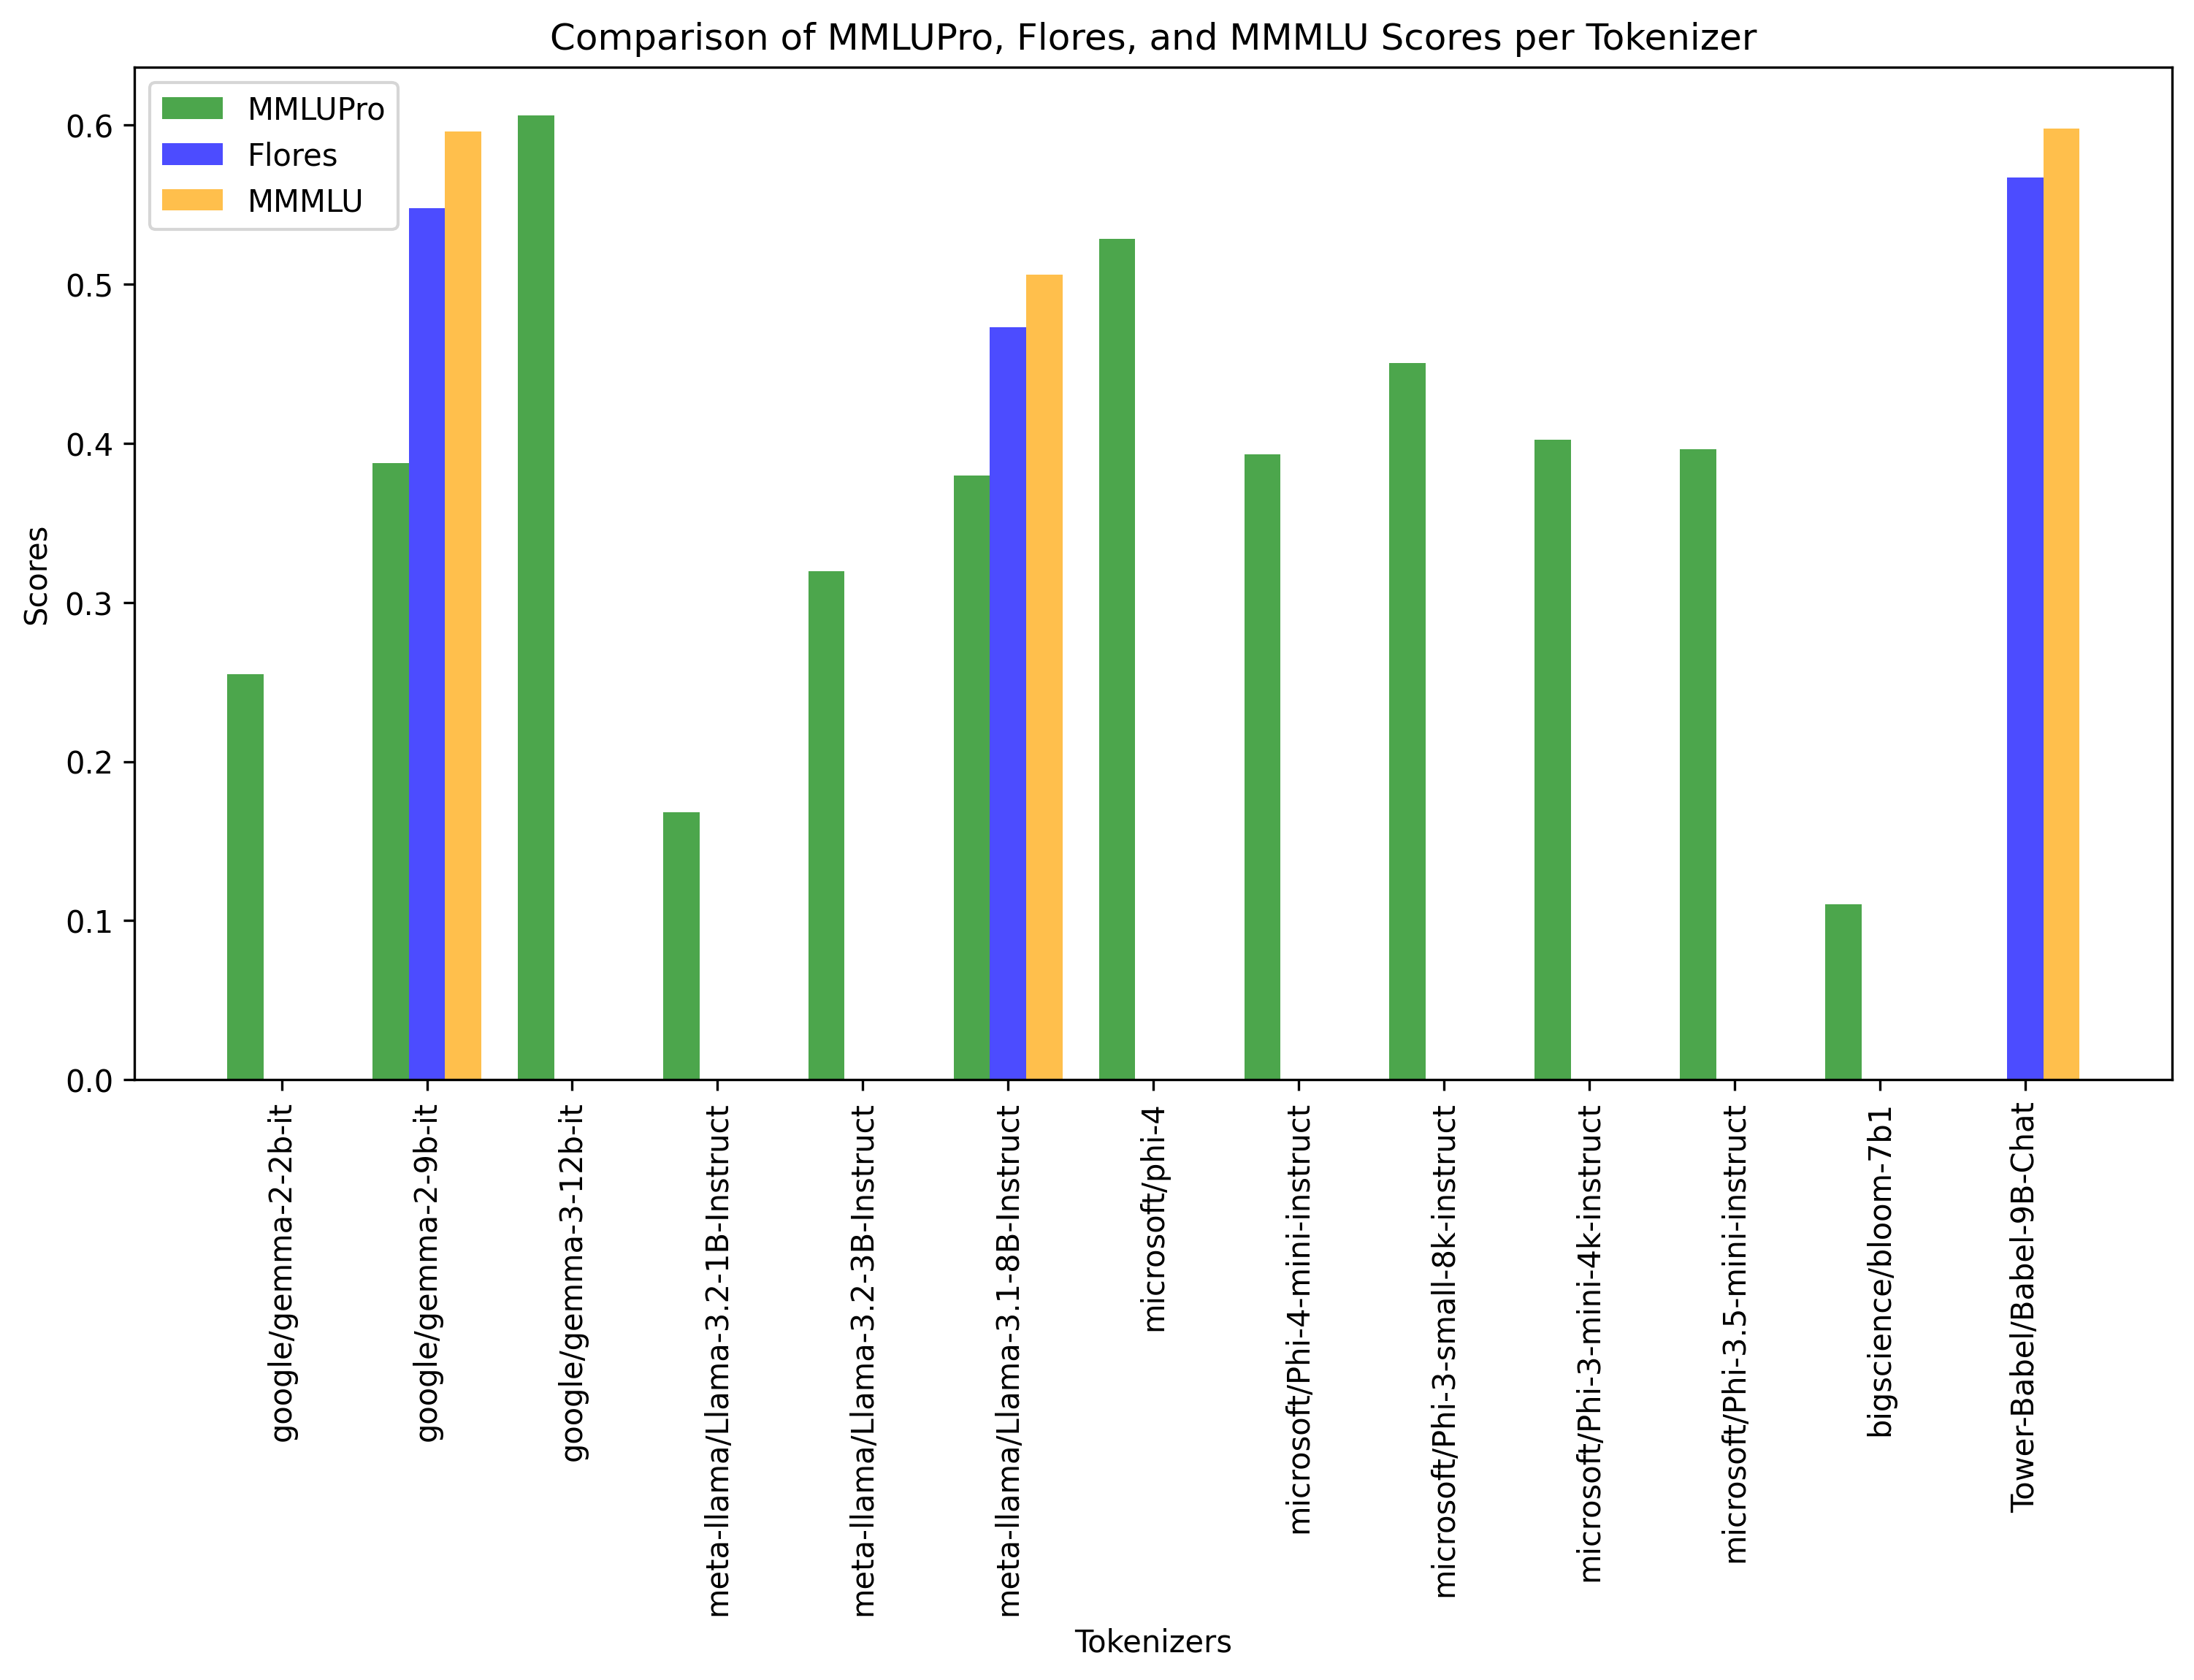 Comparison of MMLUPro, Flores, and MMMLU Scores per Tokenizer
MMLUPro
Flores
MMMLU
Scores
0.6
0.5
0.4
0.3
0.2
0.1
0.0
google/gemma-2-2b-it
google/gemma-2-9b-it
google/gemma-3-12b-it
meta-llama/Llama-3.2-1B-Instruct
meta-llama/Llama-3.2-3B-Instruct
meta-llama/Llama-3.1-8B-Instruct
microsoft/phi-4
microsoft/Phi-4-mini-instruct
microsoft/Phi-3-small-8k-instruct
microsoft/Phi-3-mini-4k-instruct
microsoft/Phi-3.5-mini-instruct
bigscience/bloom-7b1
Tower-Babel/Babel-9B-Chat
Tokenizers